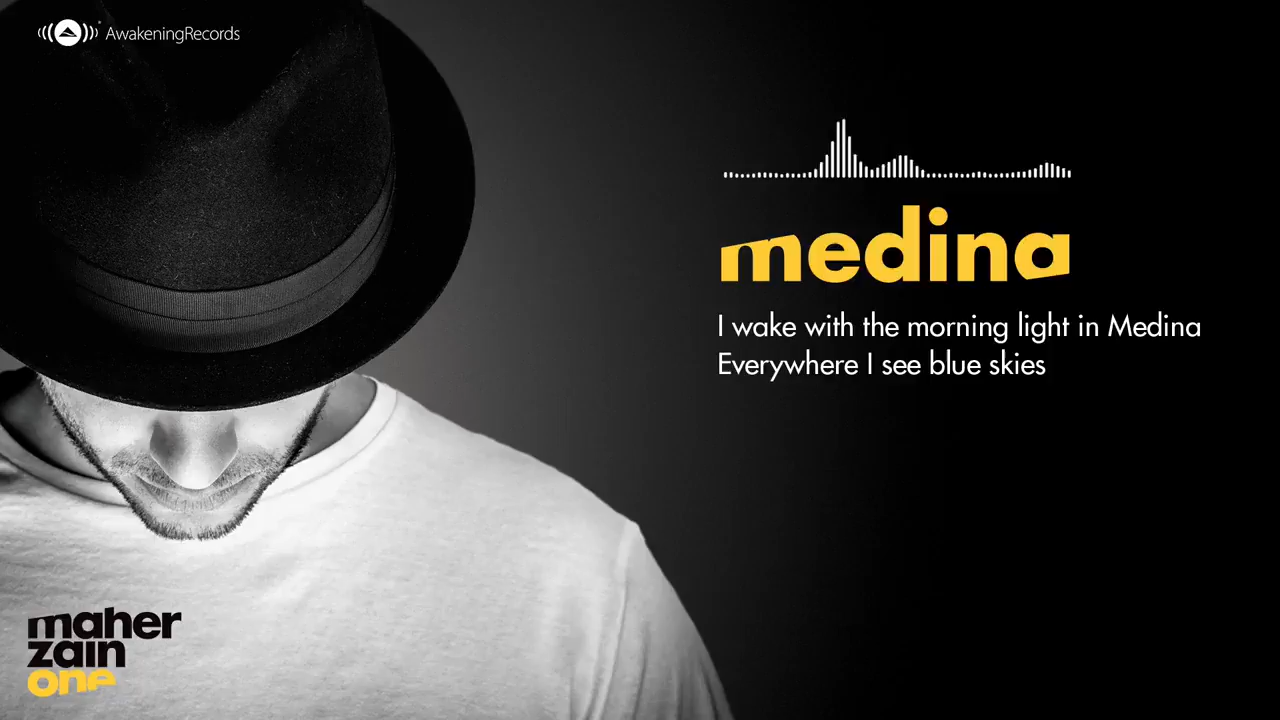 AwakeningRecords
medina
I wake with the morning light in Medina
Everywhere I see blue skies
maher
zain
one